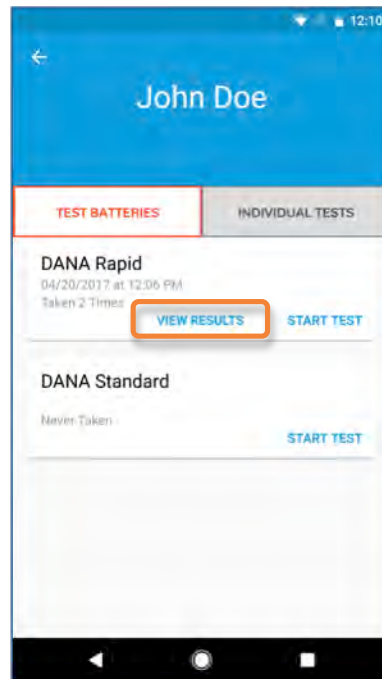 12:10
John Doe
TEST BATTERIES
INDIVIDUAL TESTS
DANA Rapid
04/20/2017 at 12:06 PM
Taken 2 Times
VIEW RESULTS
START TEST
DANA Standard
Never Taken
START TEST